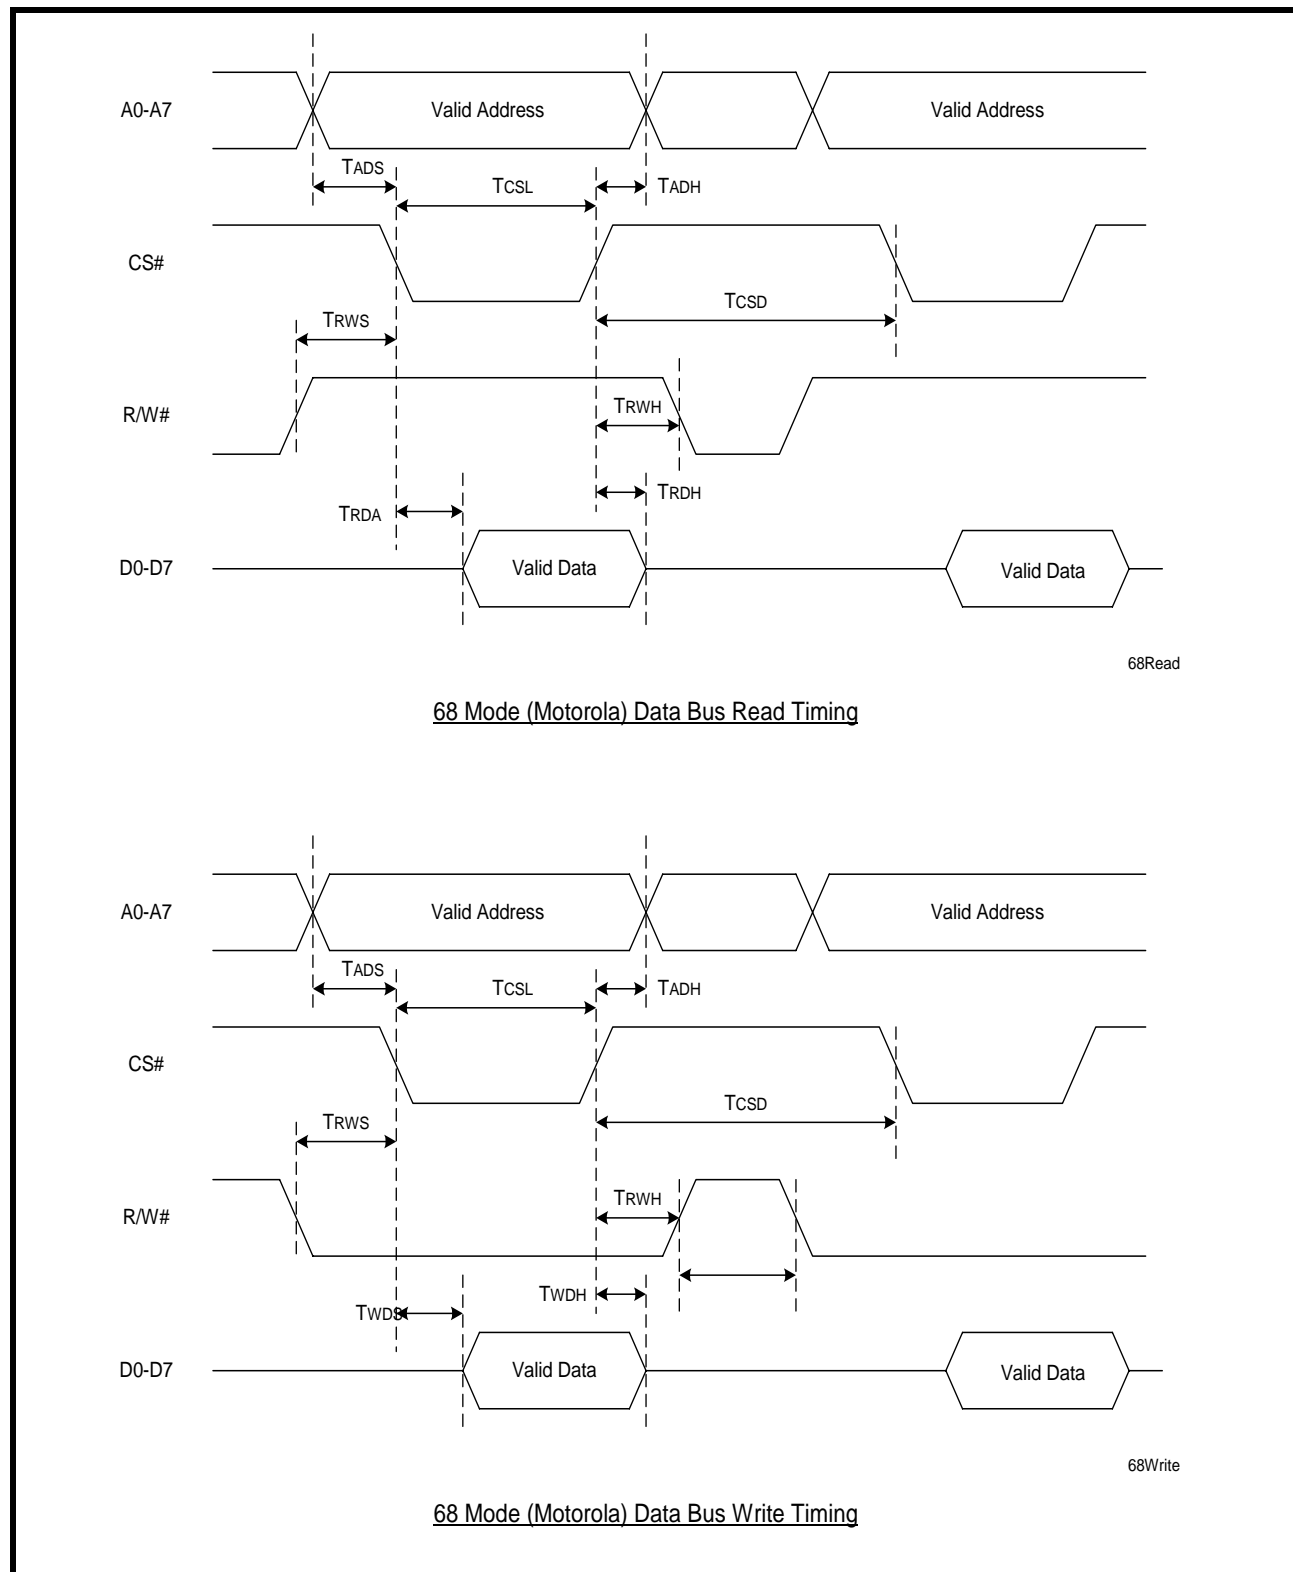 A0-A7
Valid Address
Valid Address
TADS
TCSL
TADH
CS#
TCSD
TRWS
R/W#
TRWH
TRDH
TRDA
D0-D7
Valid Data
Valid Data
68Read
68 Mode (Motorola) Data Bus Read Timing
A0-A7
Valid Address
Valid Address
TADS
TCSL
TADH
CS#
TCSD
TRWS
R/W#
TRWH
TWDH
TWDS
D0-D7
Valid Data
Valid Data
68Write
68 Mode (Motorola) Data Bus Write Timing